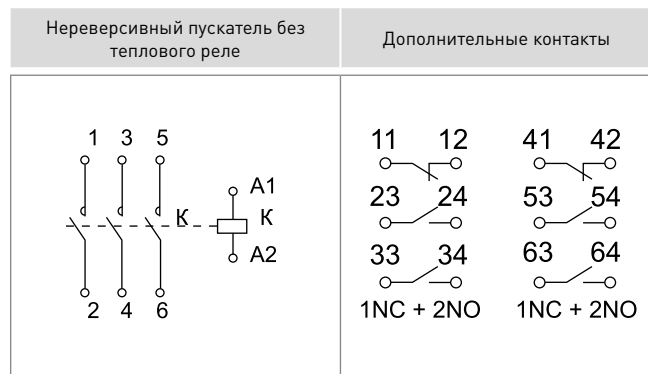 Нереверсивный пускатель без
теплового реле
Дополнительные контакты
1 3 5
A1
К К
A2
2 4 6
11 12 41 42
23 24 53 54
33 34 63 64
1NC + 2NO 1NC + 2NO